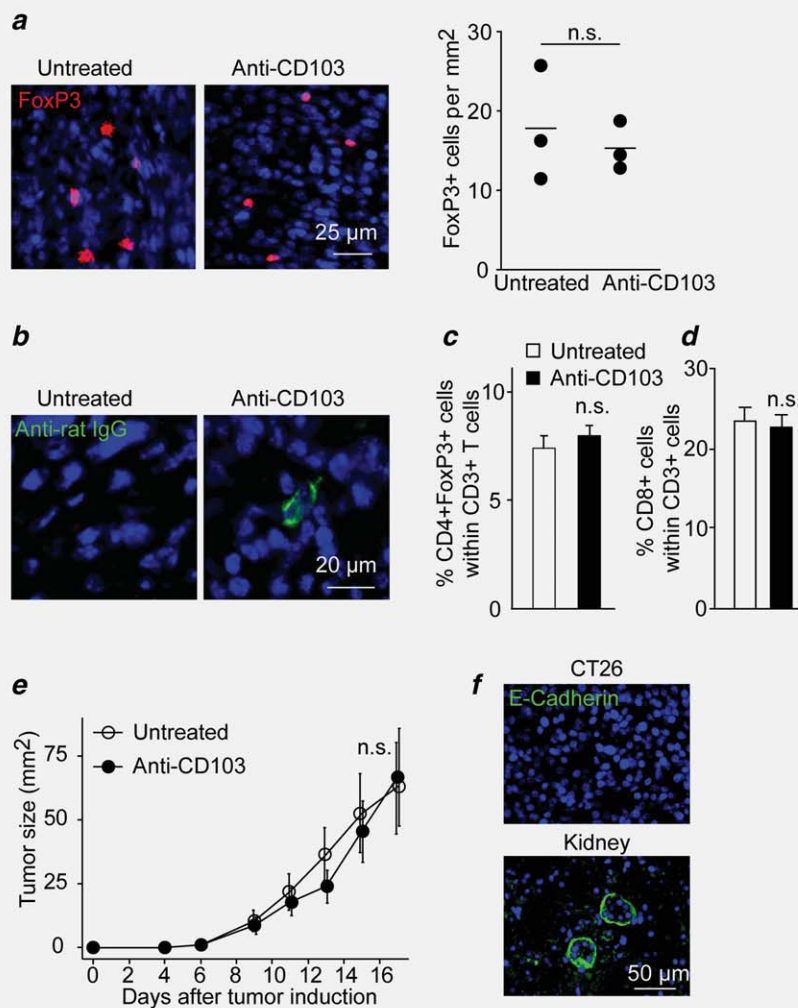 a
Untreated
Anti-CD103
FoxP3
25 µm
n.s.
FoxP3+ cells per mm2
30
20
10
0
Untreated
Anti-CD103
b
Untreated
Anti-CD103
Anti-rat IgG
20 µm
c
Untreated
Anti-CD103
n.s.
% CD4+FoxP3+ cells
within CD3+ T cells
10
5
0
d
n.s.
% CD8+ cells
within CD3+ cells
30
20
10
0
e
Untreated
Anti-CD103
n.s.
Tumor size (mm2)
75
50
25
0
0 2 4 6 8 10 12 14 16
Days after tumor induction
f
CT26
E-Cadherin
Kidney
50 µm